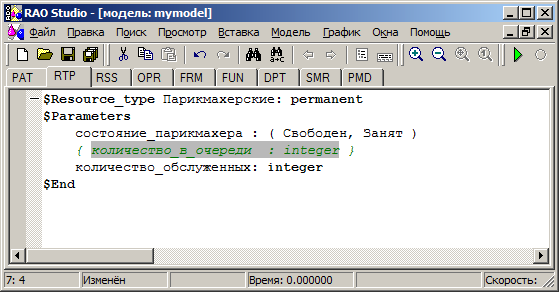 RAO Studio - [модель: mymodel]
Файл Правка Поиск Просмотр Вставка Модель График Окна Помощь
PAT RTP RSS OPR FRM FUN DPT SMR PMD
$Resource_type Парикмахерские: permanent
$Parameters
состояние_парикмахера : ( Свободен, Занят )
{ количество_в_очереди : integer }
количество_обслуженных: integer
$End
7: 4 Изменён Время: 0.000000 Скорость: